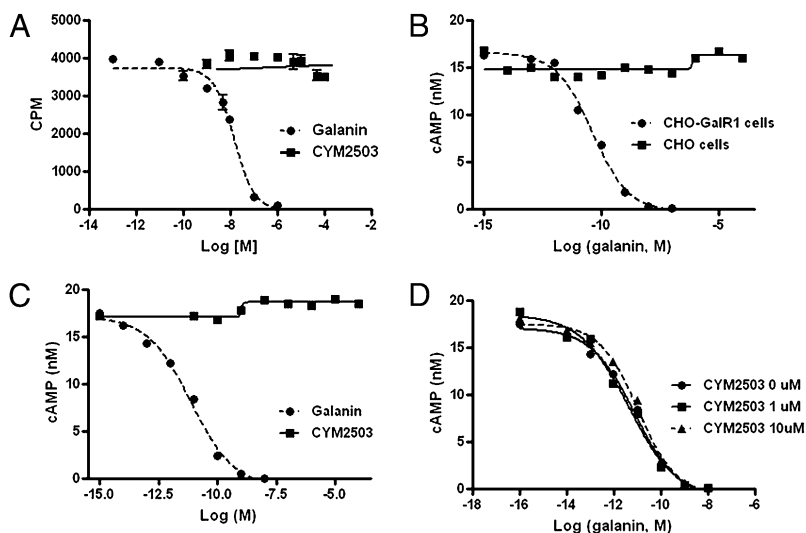 A
5000
4000
3000
2000
1000
0
CPM
-14
-12
-10
-8
-6
-4
-2
Log [M]
Galanin
CYM2503
B
20
15
10
5
0
cAMP (nM)
-15
-10
-5
Log (galanin, M)
CHO-GalR1 cells
CHO cells
C
20
15
10
5
0
cAMP (nM)
-15.0
-12.5
-10.0
-7.5
-5.0
Log (M)
Galanin
CYM2503
D
20
15
10
5
0
cAMP (nM)
-18
-16
-14
-12
-10
-8
-6
Log (galanin, M)
CYM2503 0 uM
CYM2503 1 uM
CYM2503 10uM